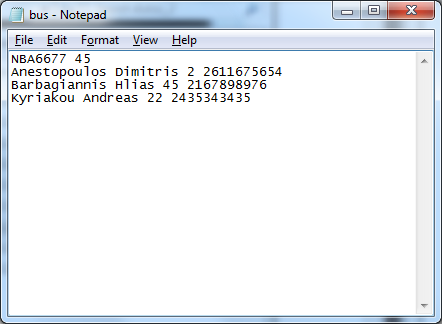 bus - Notepad
File Edit Format View Help
NBA6677 45
Anestopoulos Dimitris 2 2611675654
Barbagiannis Hlias 45 2167898976
Kyriakou Andreas 22 2435343435